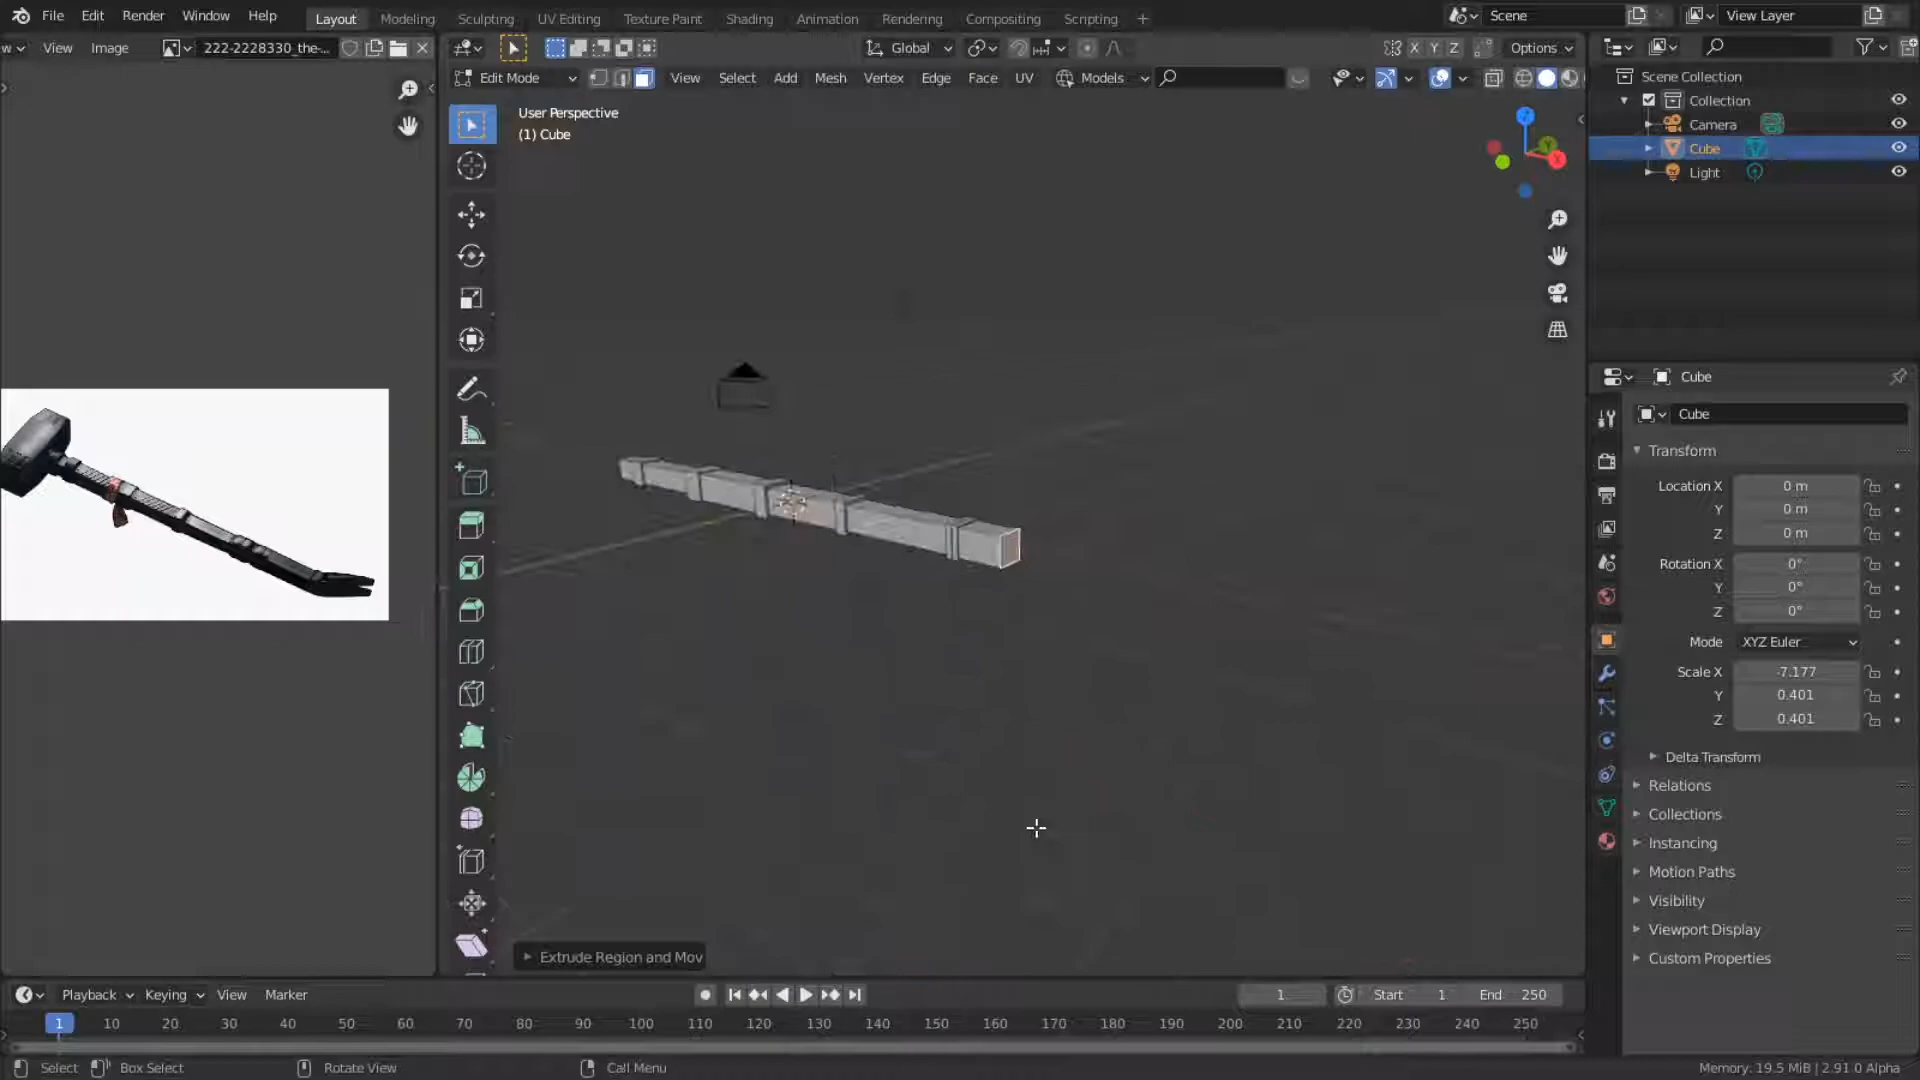 File Edit Render Window Help Layout Modeling Sculpting UV Editing Texture Paint Shading Animation Rendering Compositing Scripting + Scene View Layer
w View Image 222-2228330_the-... Global X Y Z Options
Edit Mode View Select Add Mesh Vertex Edge Face UV Models
User Perspective
(1) Cube
Scene Collection
Collection
Camera
Cube
Light
Cube
Cube
Transform
Location X 0 m
Y 0 m
Z 0 m
Rotation X 0°
Y 0°
Z 0°
Mode XYZ Euler
Scale X -7.177
Y 0.401
Z 0.401
Delta Transform
Relations
Collections
Instancing
Motion Paths
Visibility
Viewport Display
Custom Properties
Extrude Region and Mov
Playback Keying View Marker 1 Start 1 End 250
1 10 20 30 40 50 60 70 80 90 100 110 120 130 140 150 160 170 180 190 200 210 220 230 240 250
Select Box Select Rotate View Call Menu Memory: 19.5 MiB | 2.91.0 Alpha